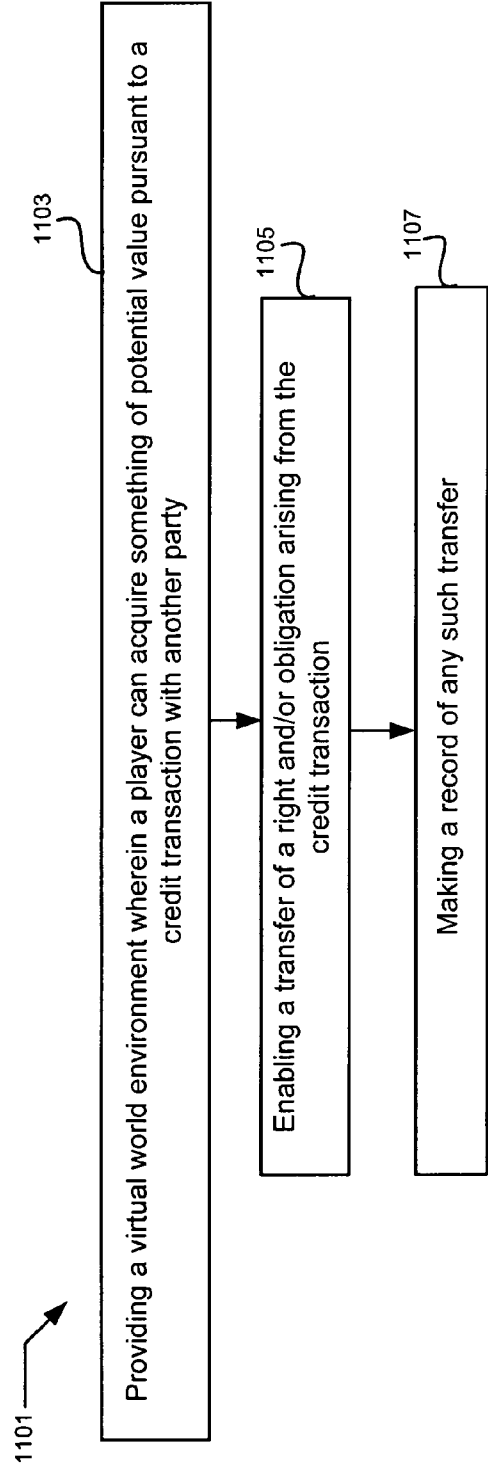 1101
1103
Providing a virtual world environment wherein a player can acquire something of potential value pursuant to a
credit transaction with another party
1105
Enabling a transfer of a right and/or obligation arising from the
credit transaction
1107
Making a record of any such transfer